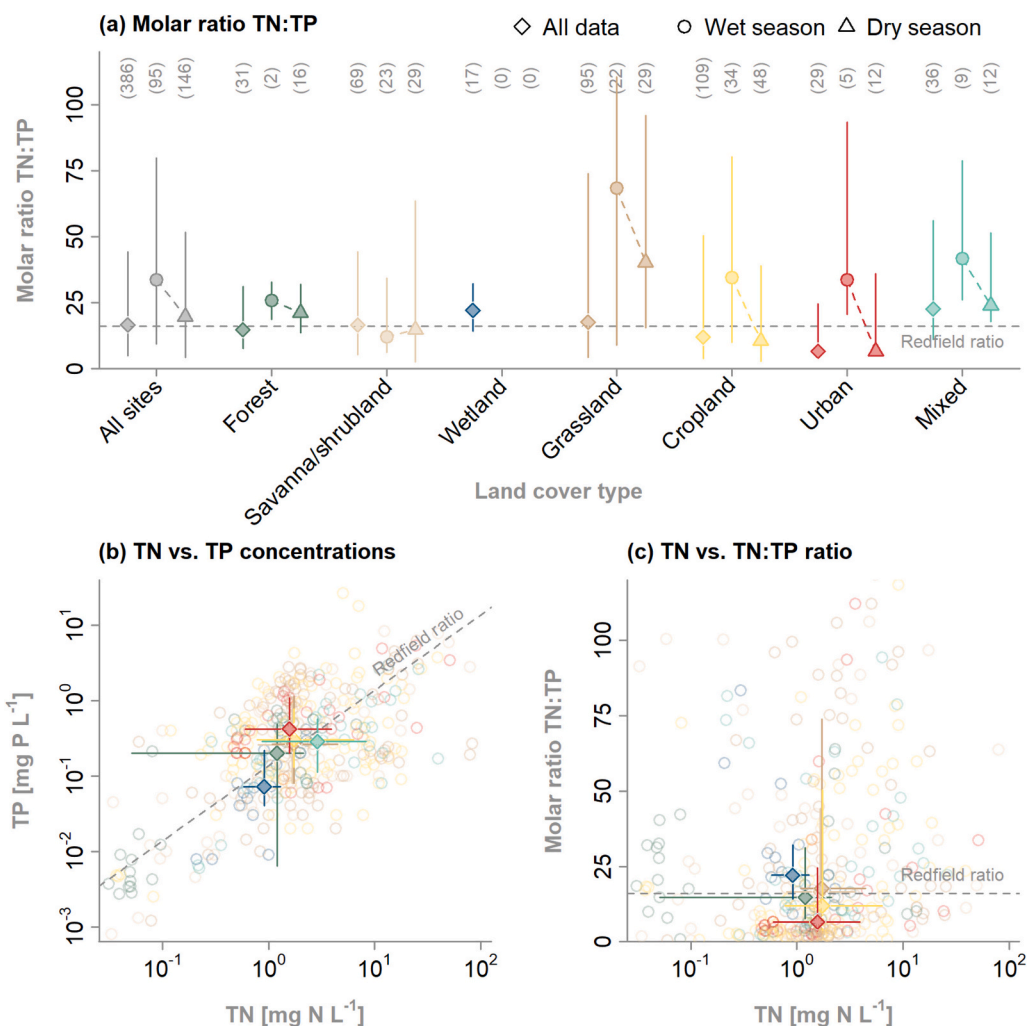 (a) Molar ratio TN:TP
All data Wet season Dry season
(386) (95) (146) (31) (2) (16) (69) (23) (29) (17) (0) (0) (95) (22) (29) (109) (34) (48) (29) (5) (12) (36) (9) (12)
Molar ratio TN:TP
100
75
50
25
0
Redfield ratio
All sites Forest Savanna/shrubland Wetland Grassland Cropland Urban Mixed
Land cover type
(b) TN vs. TP concentrations
TP [mg P L⁻¹]
10¹
10⁰
10⁻¹
10⁻²
10⁻³
Redfield ratio
10⁻¹ 10⁰ 10¹ 10²
TN [mg N L⁻¹]
(c) TN vs. TN:TP ratio
Molar ratio TN:TP
100
75
50
25
0
Redfield ratio
10⁻¹ 10⁰ 10¹ 10²
TN [mg N L⁻¹]